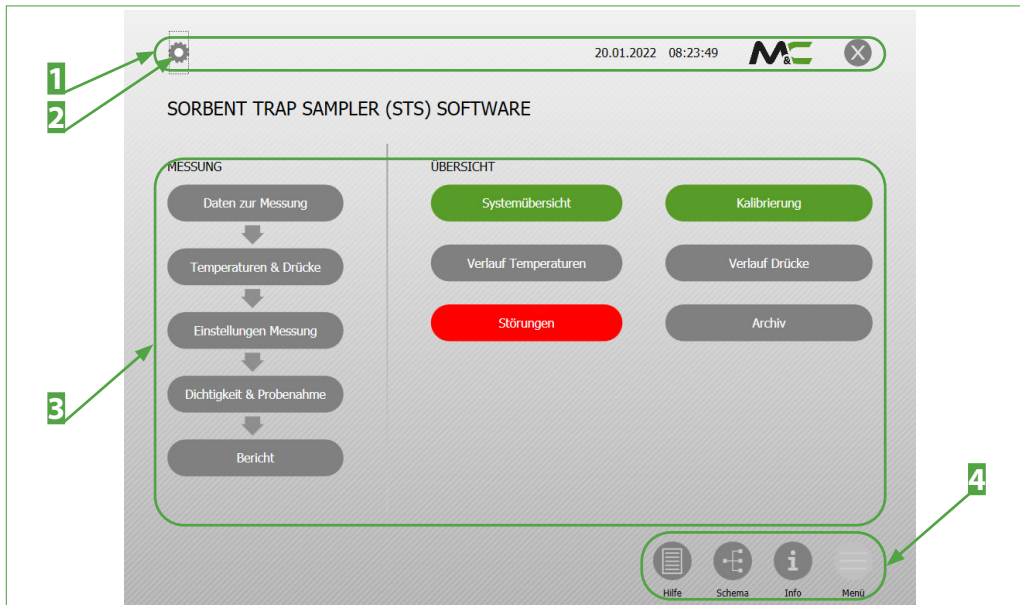 1
2
20.01.2022 08:23:49 M&C
SORBENT TRAP SAMPLER (STS) SOFTWARE
MESSUNG
ÜBERSICHT
Daten zur Messung
Temperaturen & Drücke
Einstellungen Messung
Dichtigkeit & Probenahme
Bericht
Systemübersicht
Kalibrierung
Verlauf Temperaturen
Verlauf Drücke
Störungen
Archiv
3
4
Hilfe
Schema
Info
Menü